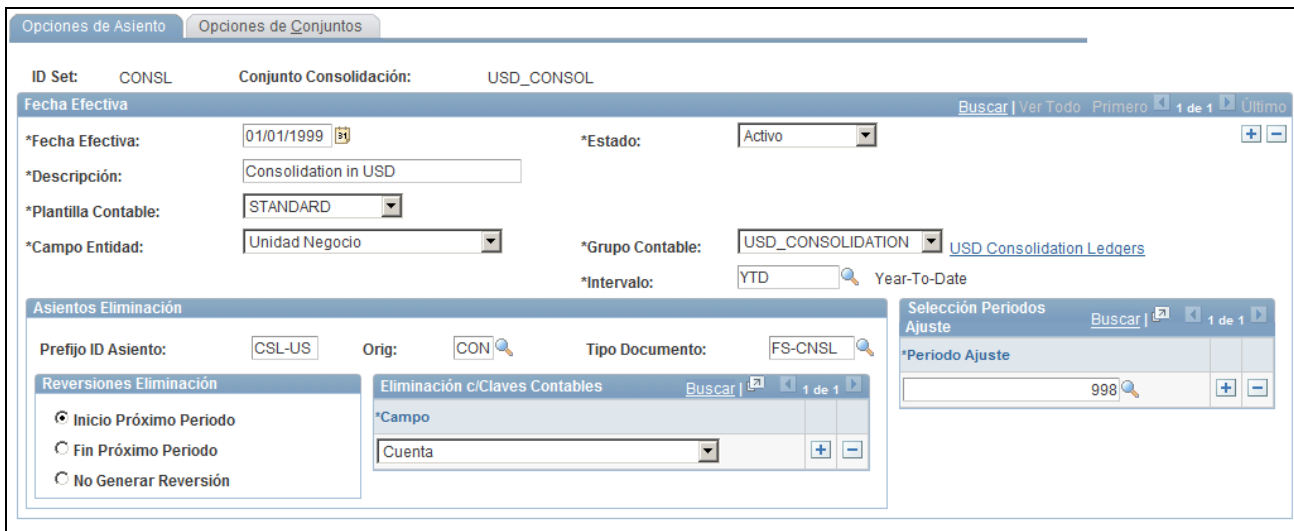 Opciones de Asiento Opciones de Conjuntos
ID Set: CONSL Conjunto Consolidación: USD_CONSOL
Fecha Efectiva Buscar | Ver Todo Primero 1 de 1 Último
*Fecha Efectiva: 01/01/1999 31 *Estado: Activo
*Descripción: Consolidation in USD
*Plantilla Contable: STANDARD
*Campo Entidad: Unidad Negocio *Grupo Contable: USD_CONSOLIDATION USD Consolidation Ledgers
*Intervalo: YTD Year-To-Date
Asientos Eliminación
Prefijo ID Asiento: CSL-US Orig: CON Tipo Documento: FS-CNSL
Reversiones Eliminación
Inicio Próximo Periodo
Fin Próximo Periodo
No Generar Reversión
Eliminación c/Claves Contables Buscar | 1 de 1
*Campo
Cuenta
Selección Periodos
Ajuste Buscar | 1 de 1
*Periodo Ajuste
998